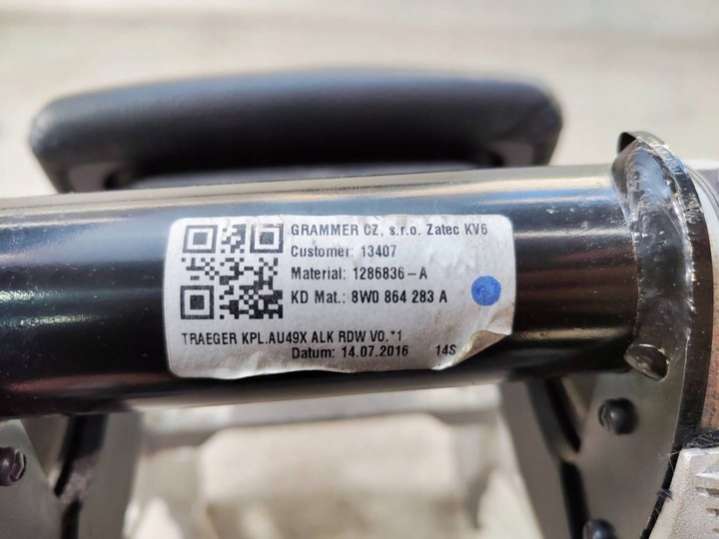 GRAMMER CZ, s.r.o. Zatec KV6
Customer: 13407
Material: 1286836-A
KD Mat.: 8W0 864 283 A
TRAEGER KPL.AU49X ALK RDW V0.*1
Datum: 14.07.2016 14S